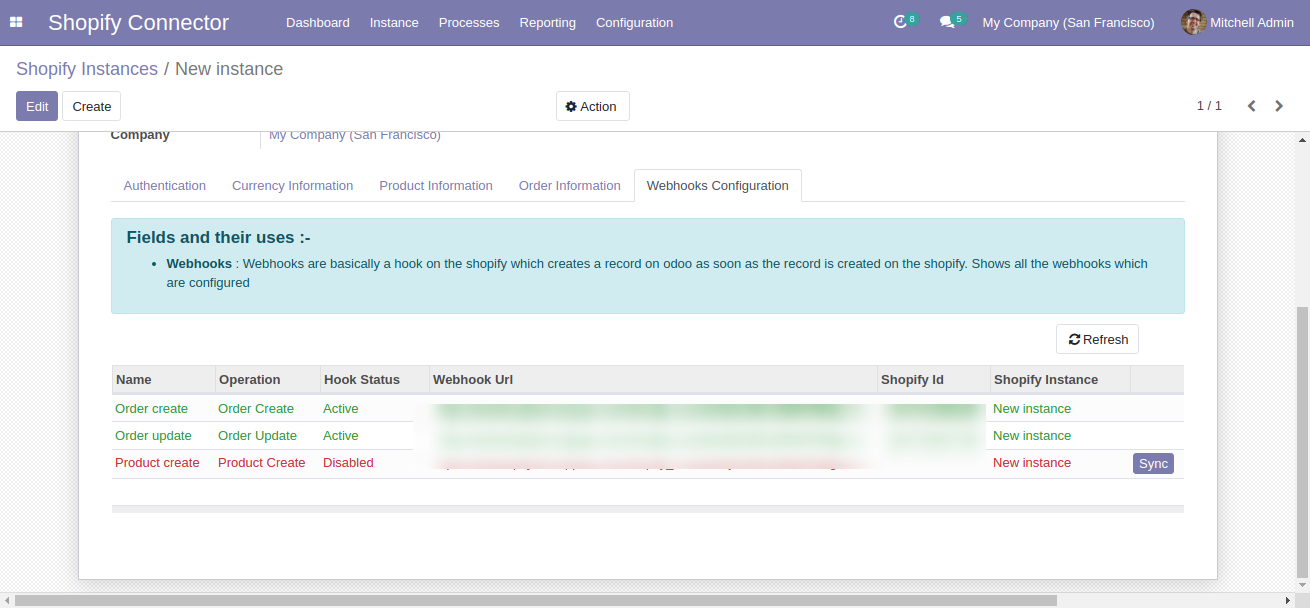 Shopify Connector Dashboard Instance Processes Reporting Configuration 8 5 My Company (San Francisco) Mitchell Admin
Shopify Instances / New instance
Edit Create Action 1 / 1
Company My Company (San Francisco)
Authentication Currency Information Product Information Order Information Webhooks Configuration
Fields and their uses :-
• Webhooks : Webhooks are basically a hook on the shopify which creates a record on odoo as soon as the record is created on the shopify. Shows all the webhooks which
are configured
Refresh
Name Operation Hook Status Webhook Url Shopify Id Shopify Instance
Order create Order Create Active New instance
Order update Order Update Active New instance
Product create Product Create Disabled New instance Sync